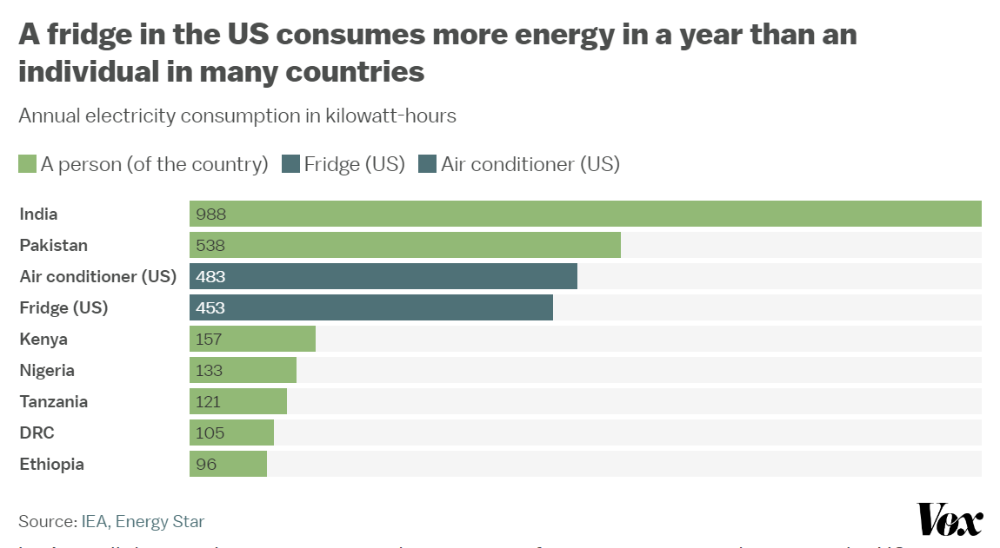 A fridge in the US consumes more energy in a year than an
individual in many countries
Annual electricity consumption in kilowatt-hours
A person (of the country) Fridge (US) Air conditioner (US)
India 988
Pakistan 538
Air conditioner (US) 483
Fridge (US) 453
Kenya 157
Nigeria 133
Tanzania 121
DRC 105
Ethiopia 96
Source: IEA, Energy Star
Vox